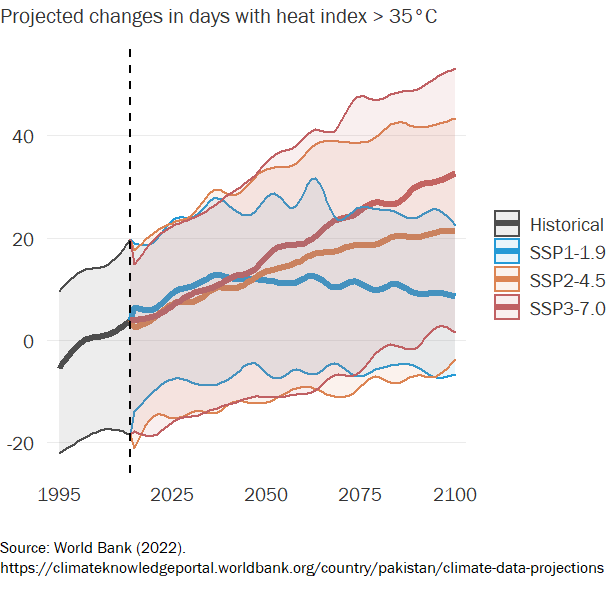 Projected changes in days with heat index > 35°C
40
20
0
-20
1995 2025 2050 2075 2100
Historical
SSP1-1.9
SSP2-4.5
SSP3-7.0
Source: World Bank (2022).
https://climateknowledgeportal.worldbank.org/country/pakistan/climate-data-projections